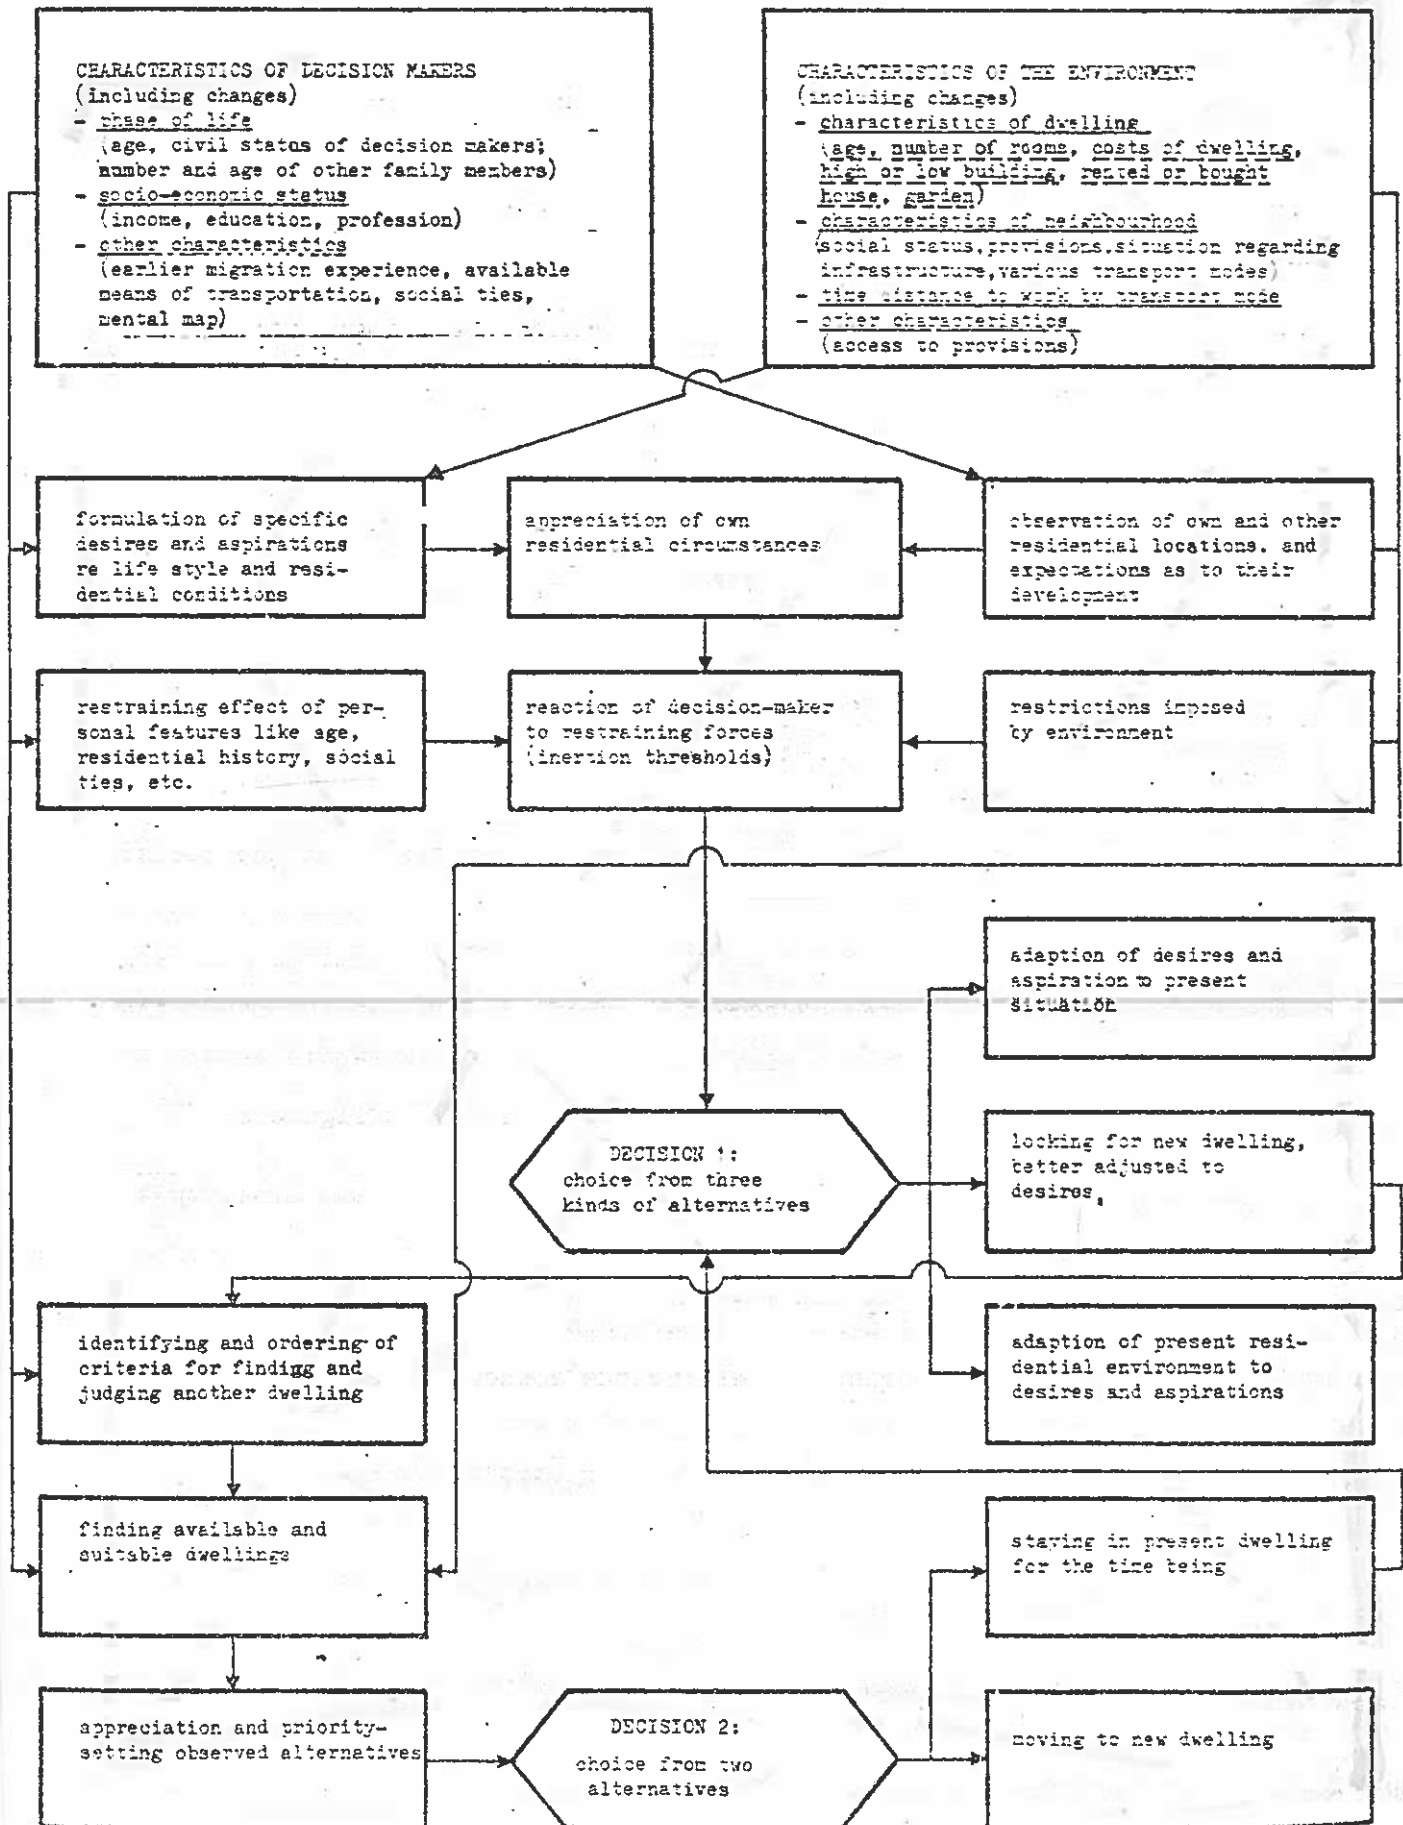 CHARACTERISTICS OF DECISION MAKERS
(including changes)
- phase of life
(age, civil status of decision makers;
number and age of other family members)
- socio-economic status
(income, education, profession)
- other characteristics
(earlier migration experience, available
means of transportation, social ties,
mental map)
CHARACTERISTICS OF THE ENVIRONMENT
(including changes)
- characteristics of dwelling
(age, number of rooms, costs of dwelling,
high or low building, rented or bought
house, garden)
- characteristics of neighbourhood
(social status, provisions, situation regarding
infrastructure, various transport modes)
- time distance to work by transport mode
- other characteristics
(access to provisions)
formulation of specific
desires and aspirations
re life style and resi-
dential conditions
appreciation of own
residential circumstances
observation of own and other
residential locations. and
expectations as to their
development
restraining effect of per-
sonal features like age,
residential history, social
ties, etc.
reaction of decision-maker
to restraining forces
(inertion thresholds)
restrictions imposed
by environment
adaption of desires and
aspiration to present
situation
DECISION 1:
choice from three
kinds of alternatives
looking for new dwelling,
better adjusted to
desires,
identifying and ordering of
criteria for finding and
judging another dwelling
adaption of present resi-
dential environment to
desires and aspirations
finding available and
suitable dwellings
staying in present dwelling
for the time being
appreciation and priority-
setting observed alternatives
DECISION 2:
choice from two
alternatives
moving to new dwelling